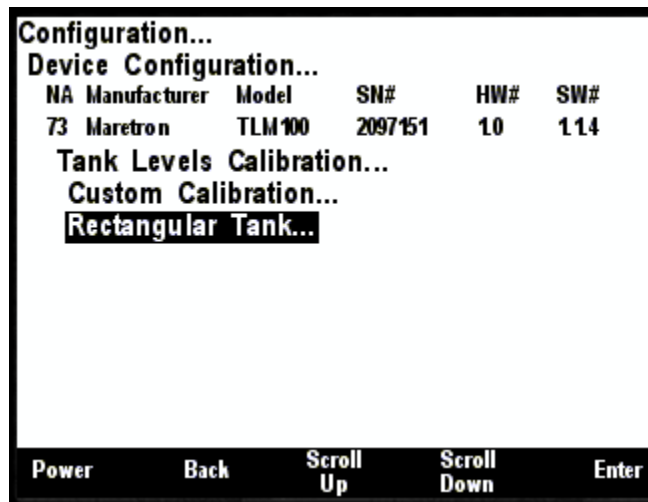 Configuration...
Device Configuration...
NA Manufacturer Model SN# HW# SW#
73 Maretron TLM100 2097151 1.0 1.1.4
Tank Levels Calibration...
Custom Calibration...
Rectangular Tank...
Power Back Scroll Up Scroll Down Enter